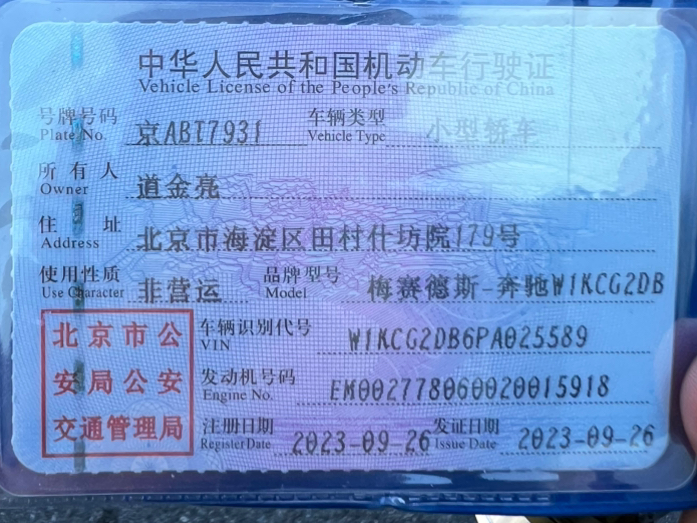 中华人民共和国机动车行驶证
Vehicle License of the People's Republic of China
号牌号码 京ABT7931 车辆类型 小型轿车
Plate No. Vehicle Type
所有人 道金亮
Owner
住址 北京市海淀区田村什坊院179号
Address
使用性质 非营运 品牌型号 梅赛德斯-奔驰W1KCG2DB
Use Character Model
北京市公 车辆识别代号 W1KCG2DB6PA025589
VIN
安局公安 发动机号码 EM002778060020015918
Engine No.
交通管理局 注册日期 2023-09-26 发证日期 2023-09-26
Register Date Issue Date